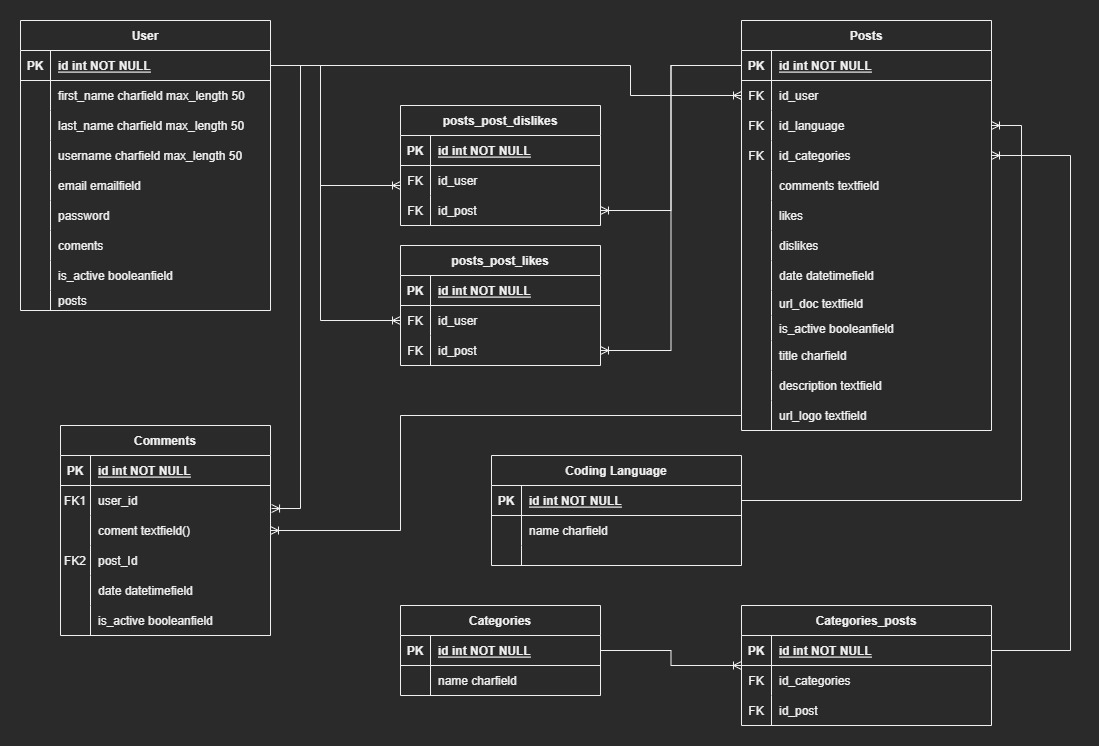 User
PK id int NOT NULL
first_name charfield max_length 50
last_name charfield max_length 50
username charfield max_length 50
email emailfield
password
coments
is_active booleanfield
posts
posts_post_dislikes
PK id int NOT NULL
FK id_user
FK id_post
posts_post_likes
PK id int NOT NULL
FK id_user
FK id_post
Posts
PK id int NOT NULL
FK id_user
FK id_language
FK id_categories
comments textfield
likes
dislikes
date datetimefield
url_doc textfield
is_active booleanfield
title charfield
description textfield
url_logo textfield
Comments
PK id int NOT NULL
FK1 user_id
coment textfield()
FK2 post_Id
date datetimefield
is_active booleanfield
Coding Language
PK id int NOT NULL
name charfield
Categories
PK id int NOT NULL
name charfield
Categories_posts
PK id int NOT NULL
FK id_categories
FK id_post